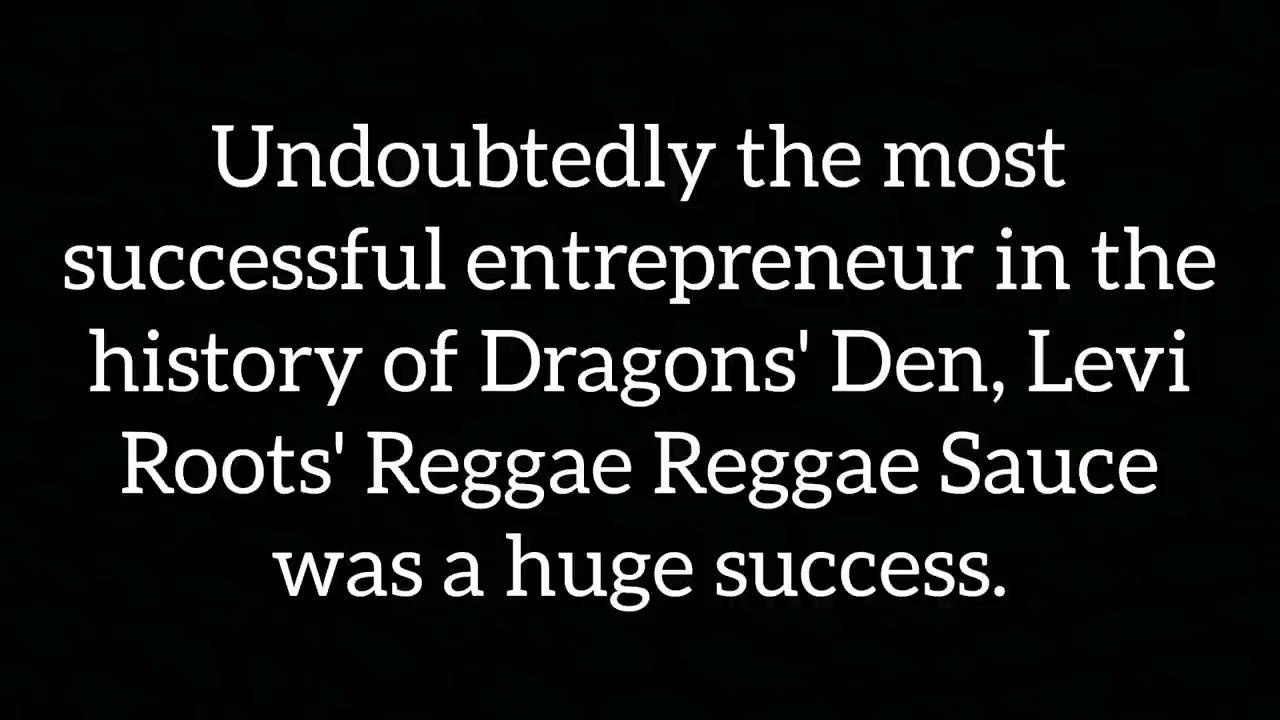 Undoubtedly the most
successful entrepreneur in the
history of Dragons' Den, Levi
Roots' Reggae Reggae Sauce
was a huge success.